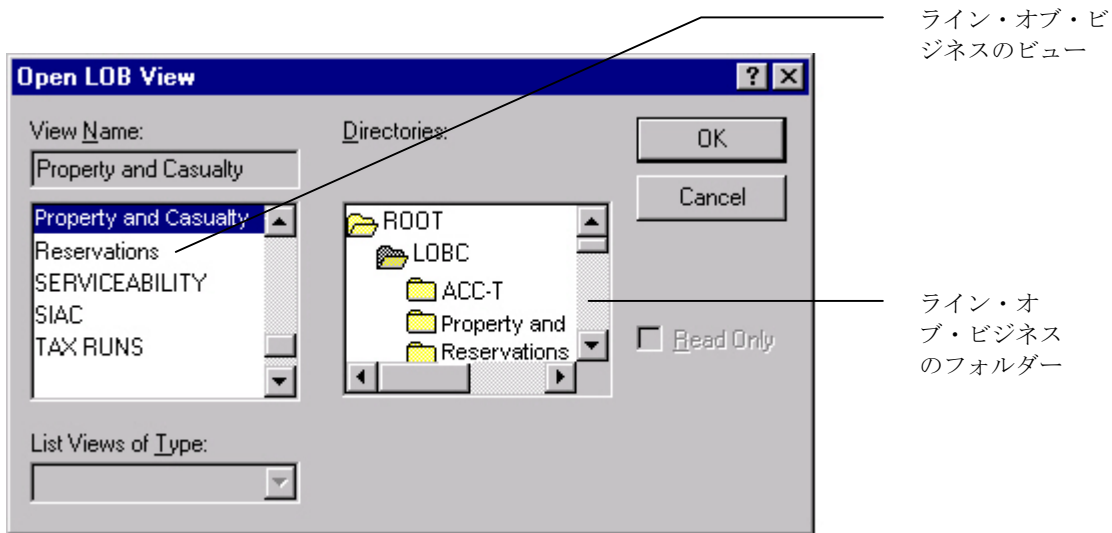 ライン・オブ・ビ
ジネスのビュー
Open LOB View
View Name:
Directories:
OK
Property and Casualty
Cancel
Property and Casualty
Reservations
SERVICEABILITY
SIAC
TAX RUNS
ROOT
LOBC
ACC-T
Property and
Reservations
ライン・オ
ブ・ビジネス
のフォルダー
Read Only
List Views of Type: